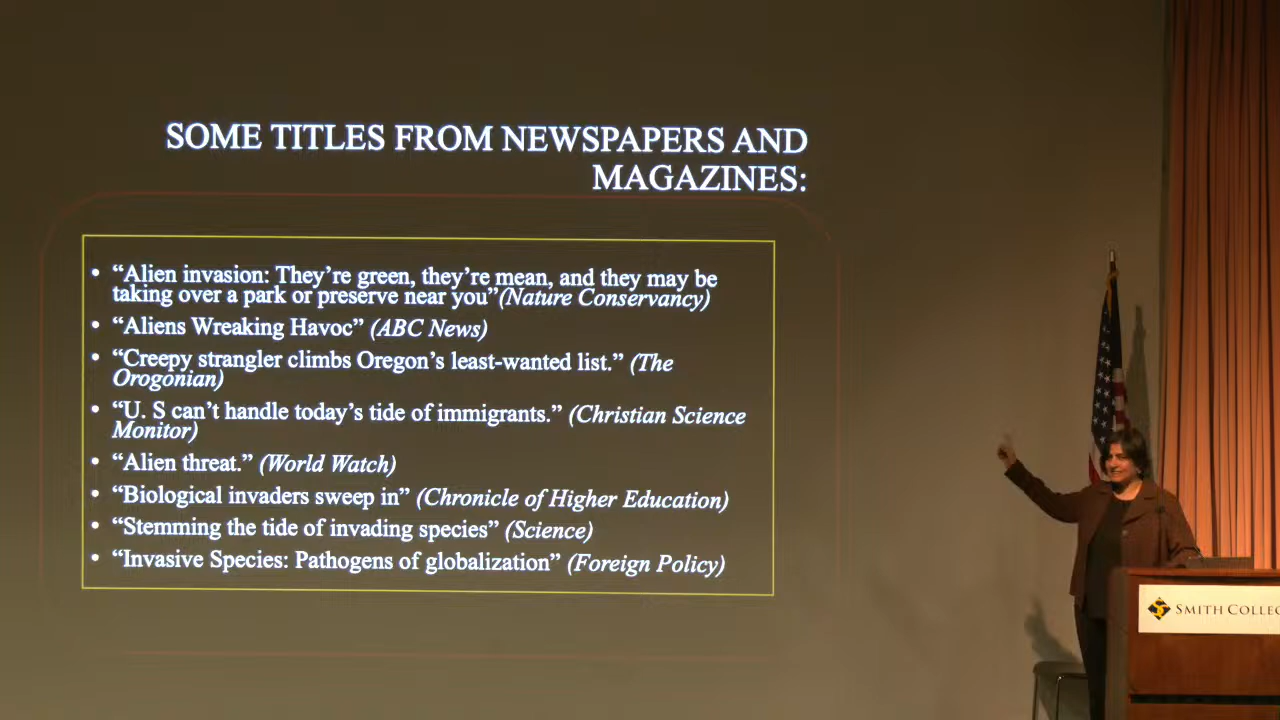 SOME TITLES FROM NEWSPAPERS AND
MAGAZINES:
• “Alien invasion: They’re green, they’re mean, and they may be
taking over a park or preserve near you”(Nature Conservancy)
• “Aliens Wreaking Havoc” (ABC News)
• “Creepy strangler climbs Oregon’s least-wanted list.” (The
Orogonian)
• “U. S can’t handle today’s tide of immigrants.” (Christian Science
Monitor)
• “Alien threat.” (World Watch)
• “Biological invaders sweep in” (Chronicle of Higher Education)
• “Stemming the tide of invading species” (Science)
• “Invasive Species: Pathogens of globalization” (Foreign Policy)
SMITH COLLEG